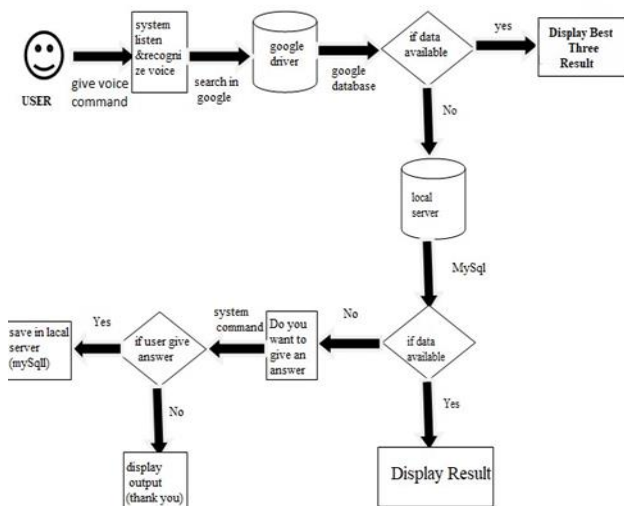 USER
give voice
command
system
listen
&recogni
ze voice
search in
google
google
driver
google
database
if data
available
yes
Display Best
Three
Result
No
local
server
MySql
if data
available
No
Do you
want to
give an
answer
system
command
if user give
answer
Yes
save in lacal
server
(mySqll)
No
display
output
(thank you)
Yes
Display Result